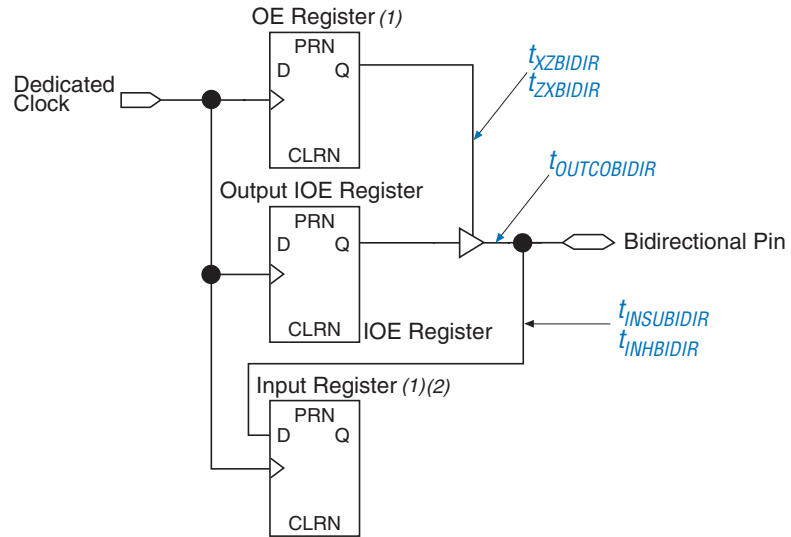 OE Register (1)
PRN
D Q
CLRN
Dedicated
Clock
tXZBIDIR
tZXBIDIR
tOUTCOBIDIR
Output IOE Register
PRN
D Q
CLRN
IOE Register
Bidirectional Pin
tINSUBIDIR
tINHBIDIR
Input Register (1)(2)
PRN
D Q
CLRN